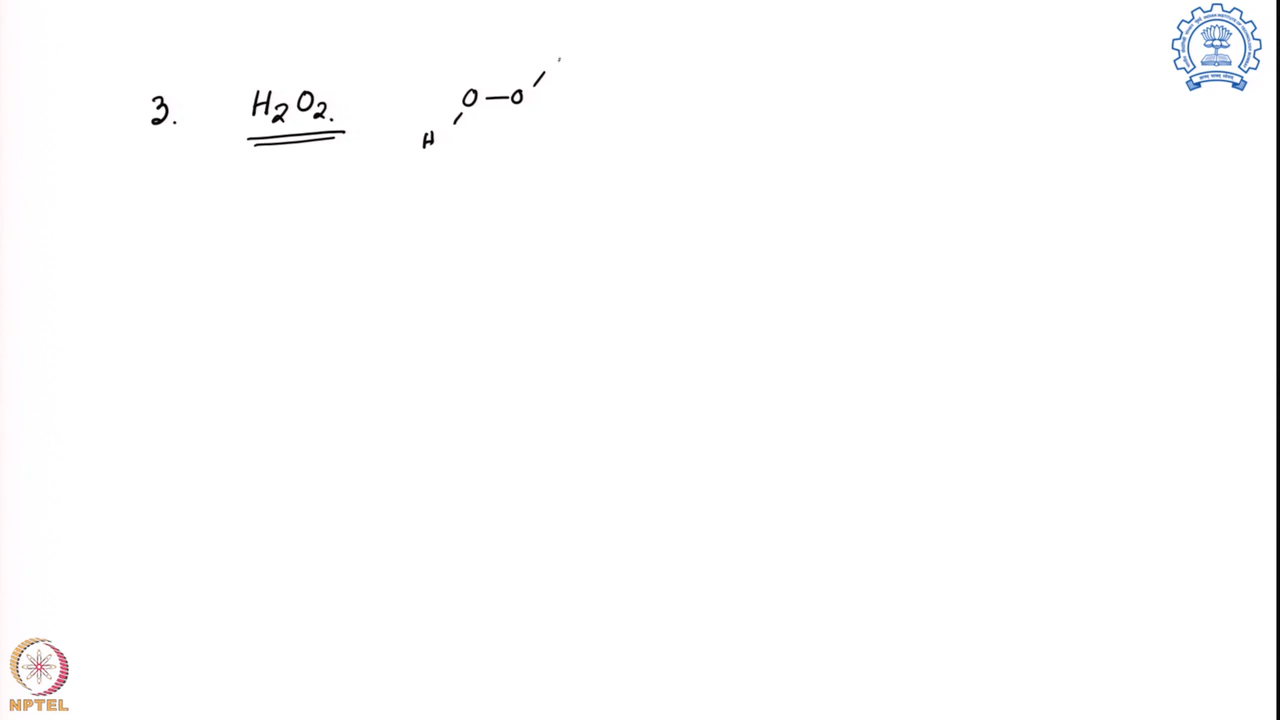 3. H2O2. O—O
H
NPTEL